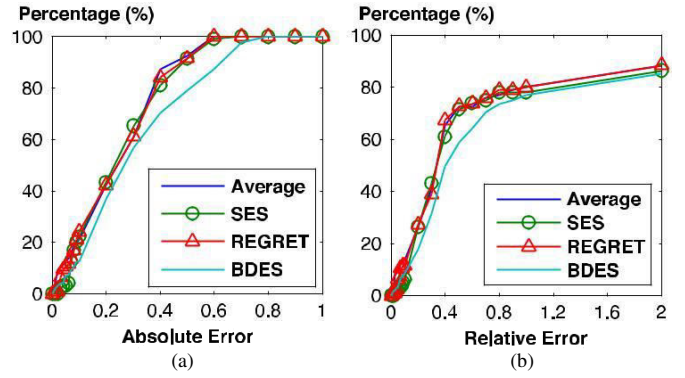 Percentage (%)
100
80
60
40
20
0
0 0.2 0.4 0.6 0.8 1
Absolute Error
Average
SES
REGRET
BDES
(a)
Percentage (%)
100
80
60
40
20
0
0 0.4 0.8 1.2 1.6 2
Relative Error
Average
SES
REGRET
BDES
(b)